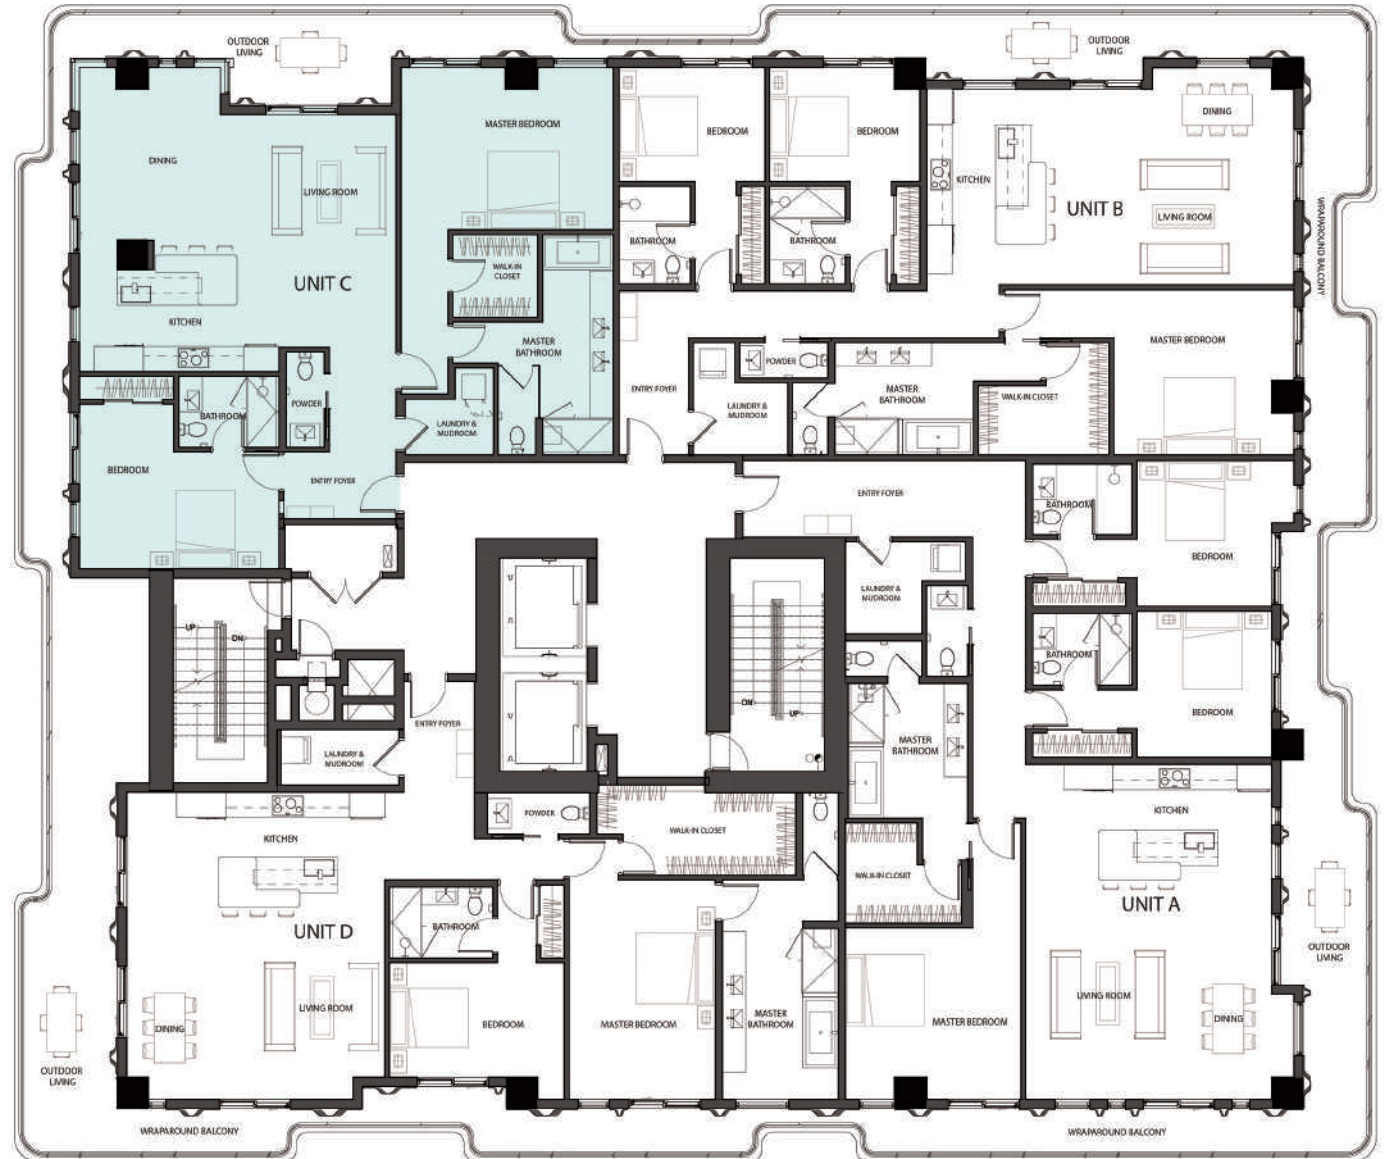 OUTDOOR
LIVING
OUTDOOR
LIVING
MASTER BEDROOM
BEDROOM
BEDROOM
DINING
DINING
LIVING ROOM
KITCHEN
UNIT B
LIVING ROOM
WRAPAROUND BALCONY
BATHROOM
BATHROOM
WALK-IN
CLOSET
UNIT C
KITCHEN
MASTER
BATHROOM
MASTER BEDROOM
POWDER
ENTRY FOYER
MASTER
BATHROOM
WALK-IN CLOSET
BATHROOM
POWDER
LAUNDRY &
MUDROOM
LAUNDRY &
MUDROOM
BEDROOM
ENTRY FOYER
ENTRY FOYER
BATHROOM
BEDROOM
LAUNDRY &
MUDROOM
UP
DN
BATHROOM
DN
UP
BEDROOM
ENTRY FOYER
LAUNDRY &
MUDROOM
MASTER
BATHROOM
KITCHEN
POWDER
WALK-IN CLOSET
KITCHEN
WALK-IN CLOSET
UNIT A
UNIT D
BATHROOM
OUTDOOR
LIVING
LIVING ROOM
LIVING ROOM
DINING
BEDROOM
MASTER BEDROOM
MASTER
BATHROOM
MASTER BEDROOM
DINING
OUTDOOR
LIVING
WRAPAROUND BALCONY
WRAPAROUND BALCONY